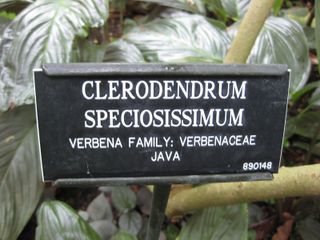 CLERODENDRUM
SPECIOSISSIMUM
VERBENA FAMILY: VERBENACEAE
JAVA
890148